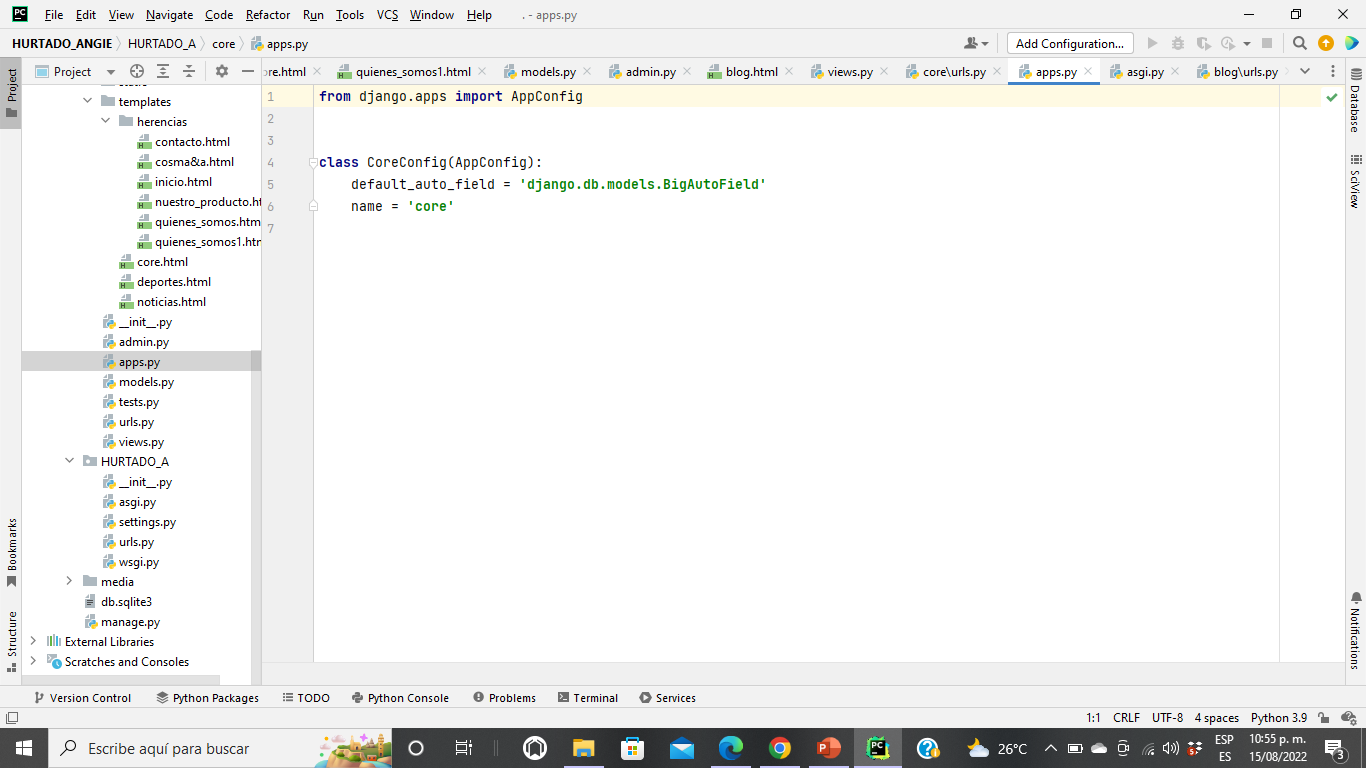 PC File Edit View Navigate Code Refactor Run Tools VCS Window Help . - apps.py
HURTADO_ANGIE HURTADO_A core apps.py Add Configuration...
Project
Project
re.html quienes_somos1.html models.py admin.py blog.html views.py core\urls.py apps.py asgi.py blog\urls.py
templates
herencias
contacto.html
cosma&a.html
inicio.html
nuestro_producto.ht
quienes_somos.htm
quienes_somos1.htm
core.html
deportes.html
noticias.html
__init__.py
admin.py
apps.py
models.py
tests.py
urls.py
views.py
HURTADO_A
__init__.py
asgi.py
settings.py
urls.py
wsgi.py
media
db.sqlite3
manage.py
External Libraries
Scratches and Consoles
Bookmarks
Structure
1 from django.apps import AppConfig
2
3
4 class CoreConfig(AppConfig):
5 default_auto_field = 'django.db.models.BigAutoField'
6 name = 'core'
7
Database
SciView
Notifications
Version Control Python Packages TODO Python Console Problems Terminal Services
1:1 CRLF UTF-8 4 spaces Python 3.9
Escribe aquí para buscar
26°C
ESP
ES
10:55 p. m.
15/08/2022
3